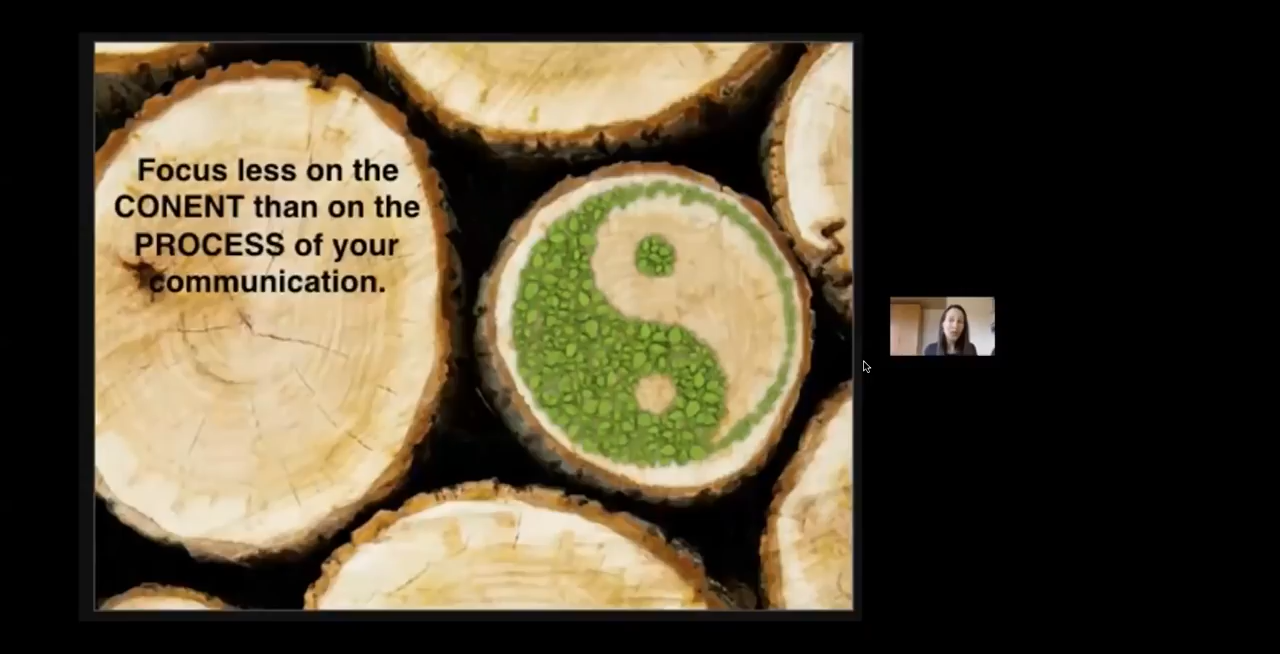 Focus less on the
CONENT than on the
PROCESS of your
communication.